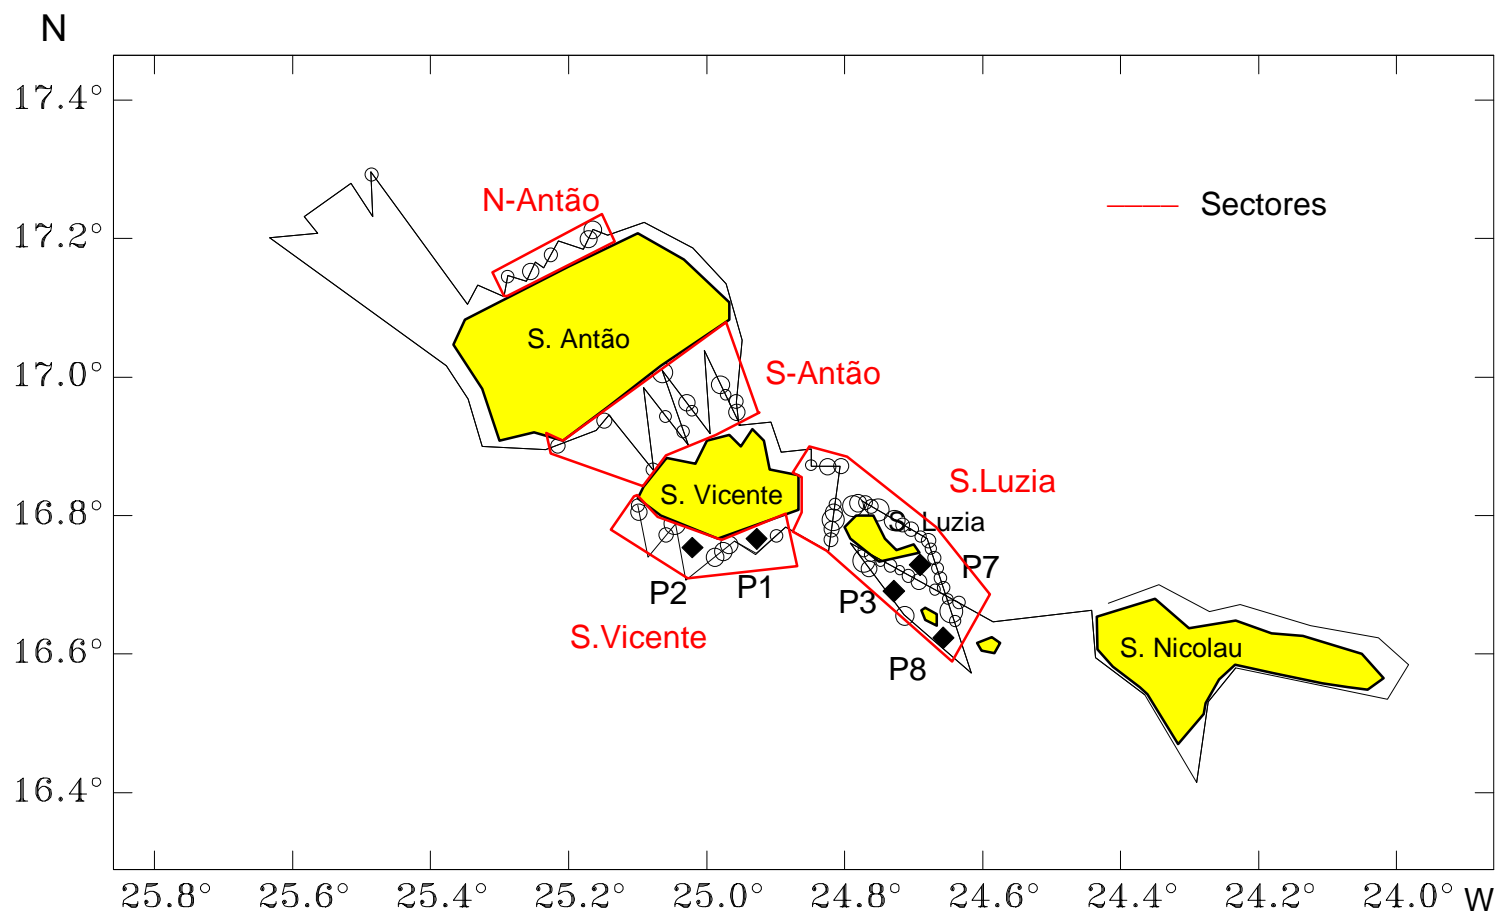 N
17.4°
17.2°
17.0°
16.8°
16.6°
16.4°
N-Antão
Sectores
S. Antão
S-Antão
S.Luzia
S. Vicente
S. Luzia
P7
P2
P1
P3
S.Vicente
S. Nicolau
P8
25.8° 25.6° 25.4° 25.2° 25.0° 24.8° 24.6° 24.4° 24.2° 24.0° W